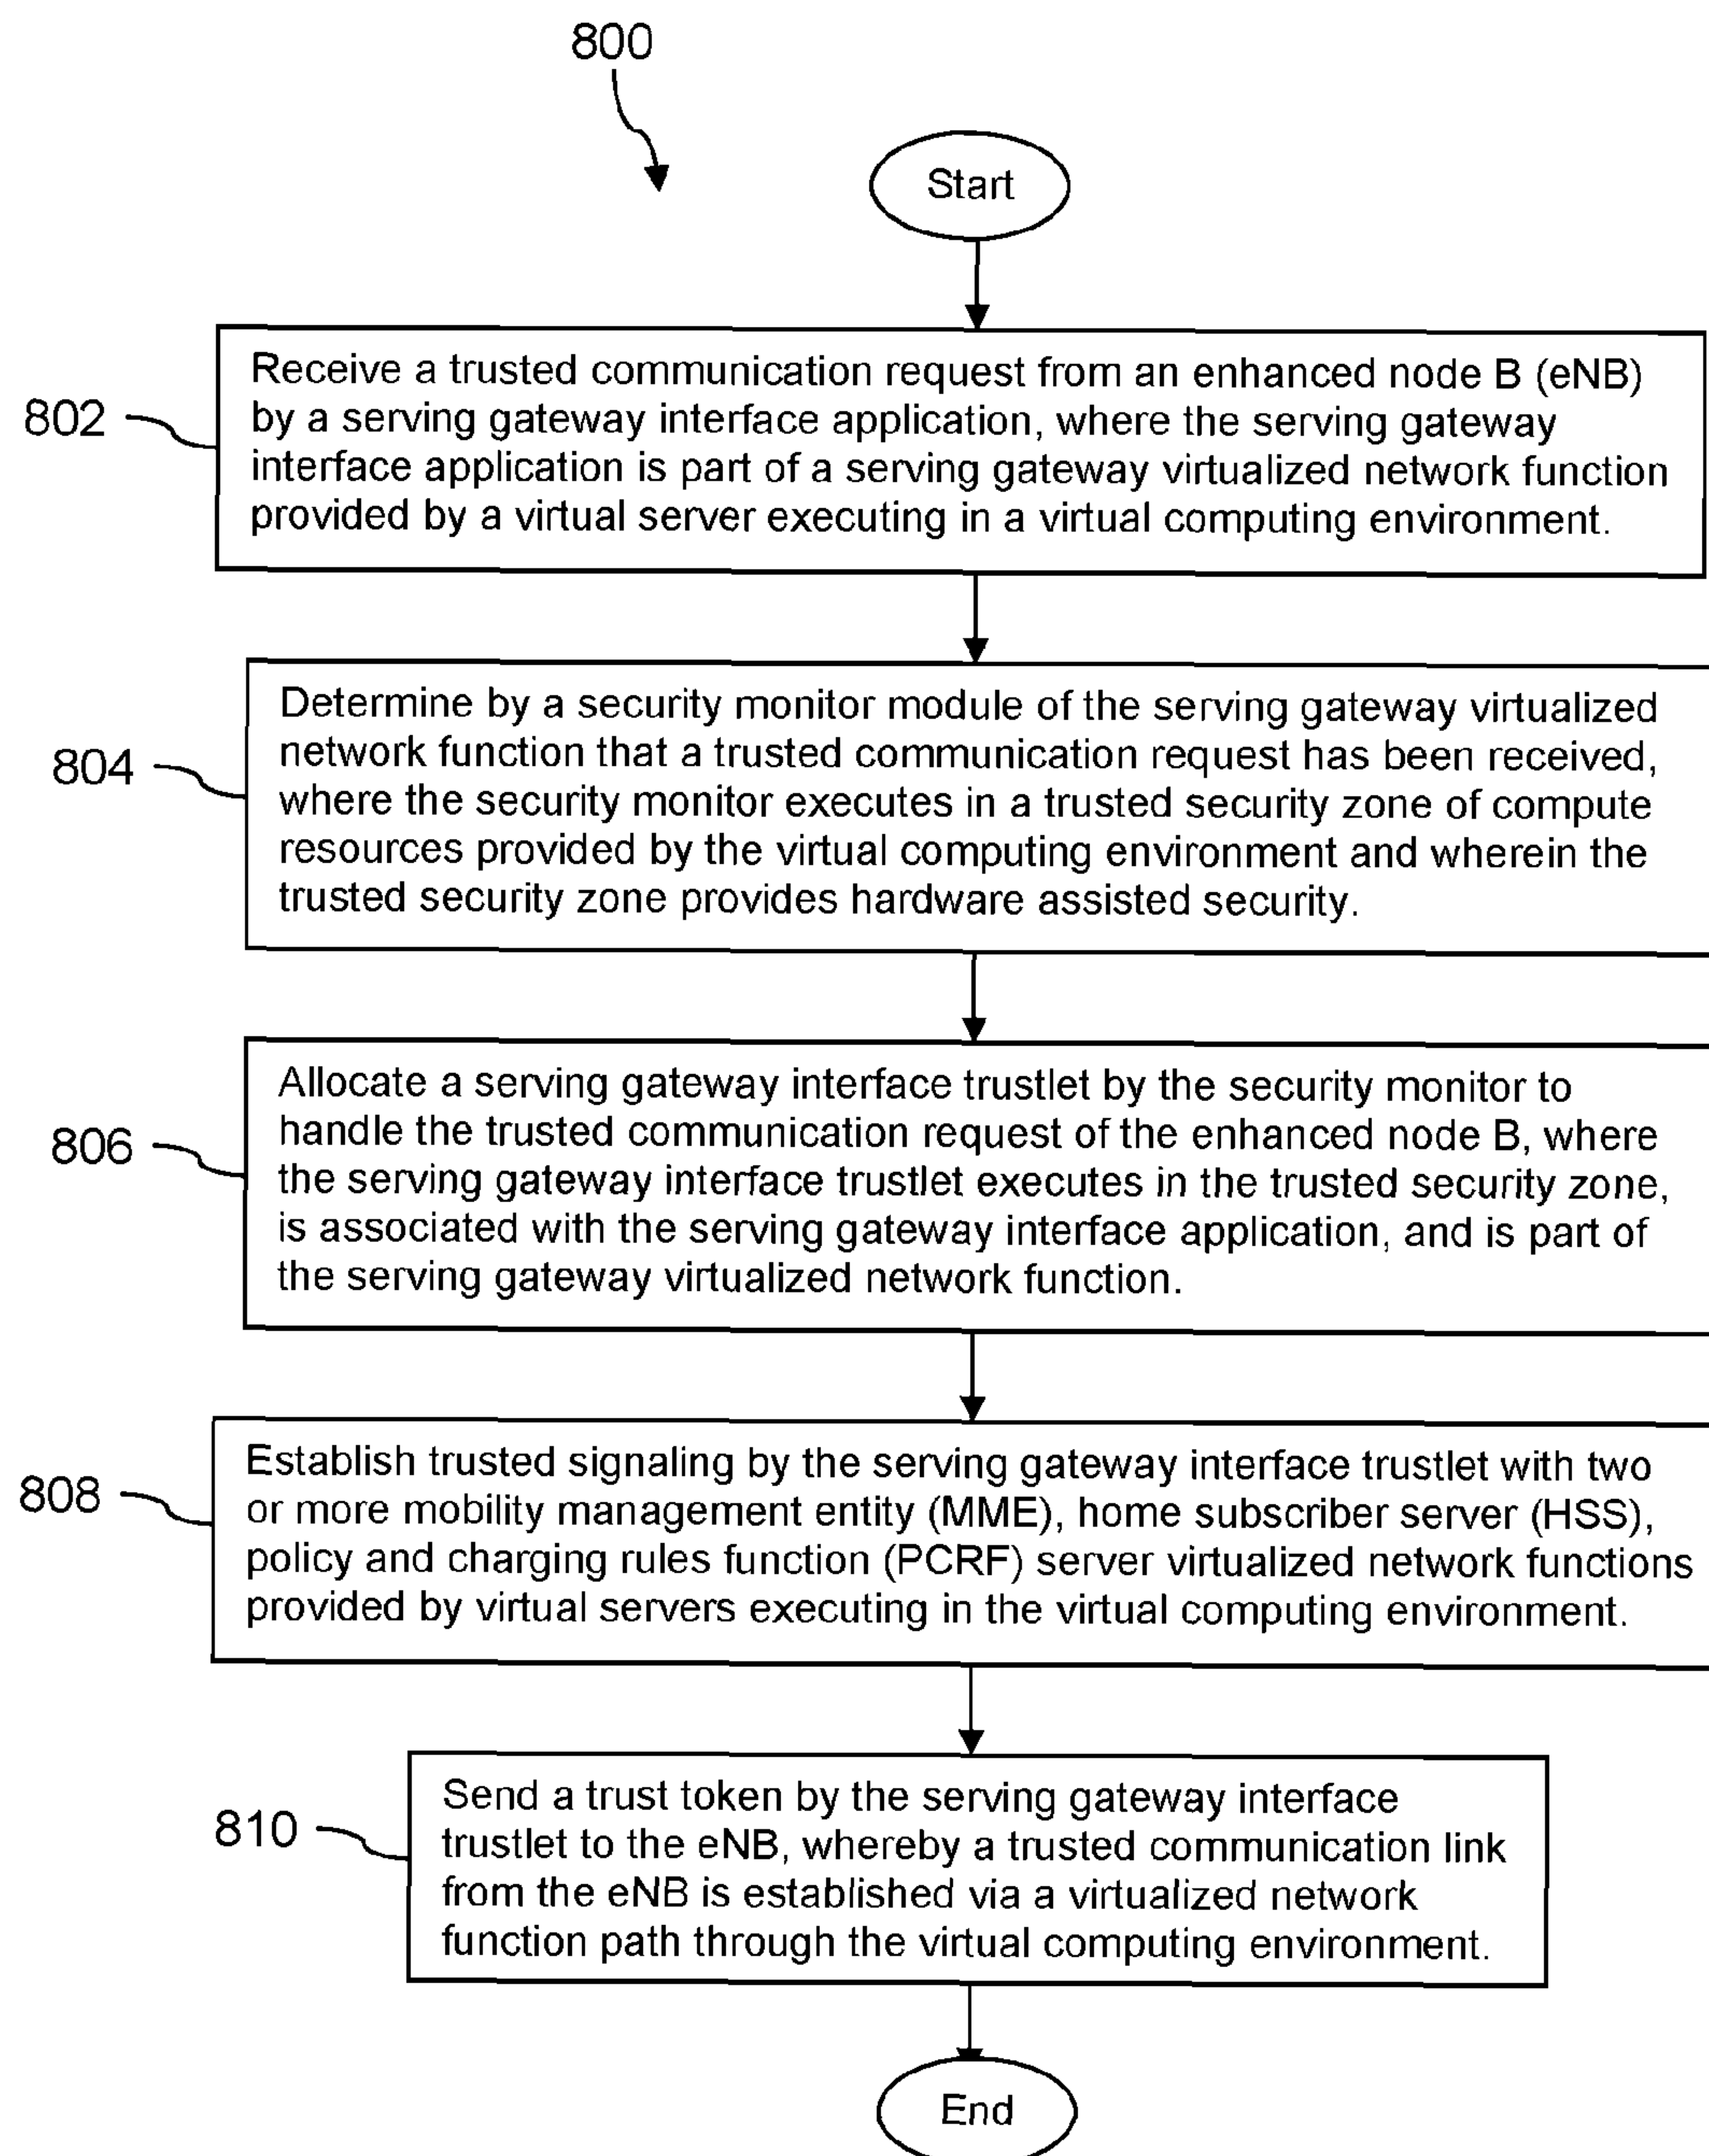 800
Start
802
Receive a trusted communication request from an enhanced node B (eNB)
by a serving gateway interface application, where the serving gateway
interface application is part of a serving gateway virtualized network function
provided by a virtual server executing in a virtual computing environment.
804
Determine by a security monitor module of the serving gateway virtualized
network function that a trusted communication request has been received,
where the security monitor executes in a trusted security zone of compute
resources provided by the virtual computing environment and wherein the
trusted security zone provides hardware assisted security.
806
Allocate a serving gateway interface trustlet by the security monitor to
handle the trusted communication request of the enhanced node B, where
the serving gateway interface trustlet executes in the trusted security zone,
is associated with the serving gateway interface application, and is part of
the serving gateway virtualized network function.
808
Establish trusted signaling by the serving gateway interface trustlet with two
or more mobility management entity (MME), home subscriber server (HSS),
policy and charging rules function (PCRF) server virtualized network functions
provided by virtual servers executing in the virtual computing environment.
810
Send a trust token by the serving gateway interface
trustlet to the eNB, whereby a trusted communication link
from the eNB is established via a virtualized network
function path through the virtual computing environment.
End